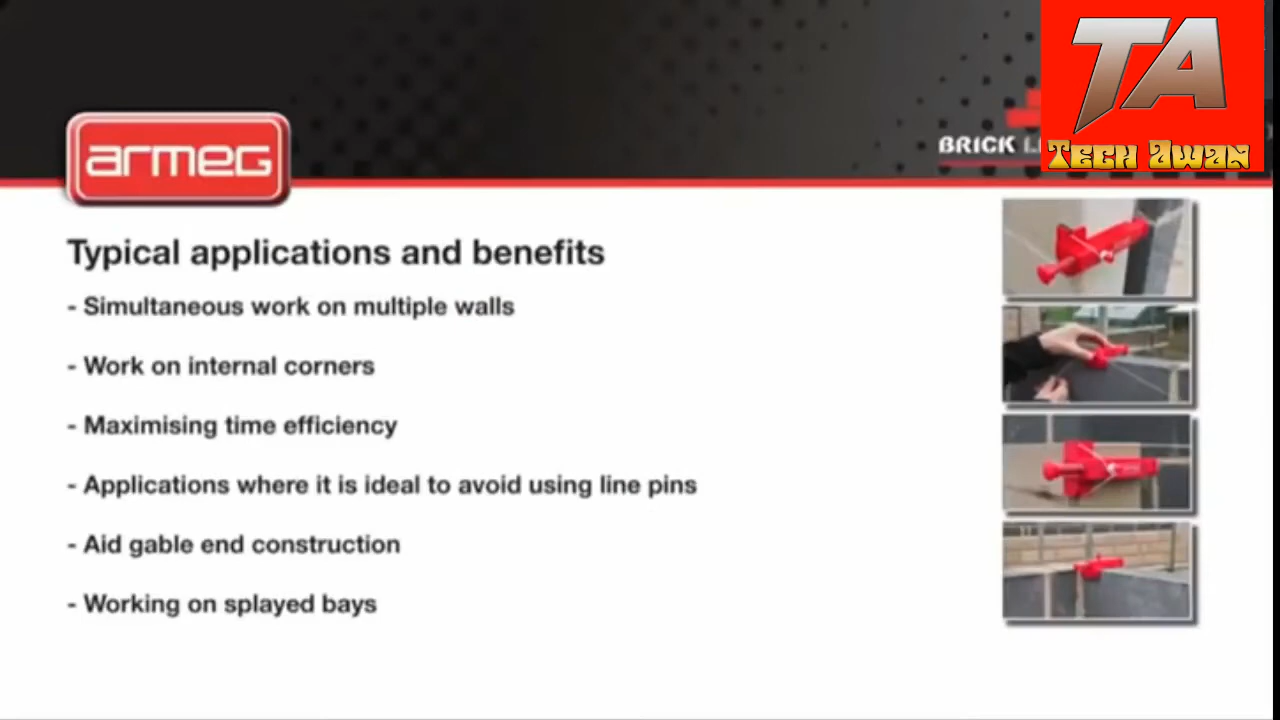 TA
Tech Awan
armeg
BRICK
Typical applications and benefits
- Simultaneous work on multiple walls
- Work on internal corners
- Maximising time efficiency
- Applications where it is ideal to avoid using line pins
- Aid gable end construction
- Working on splayed bays